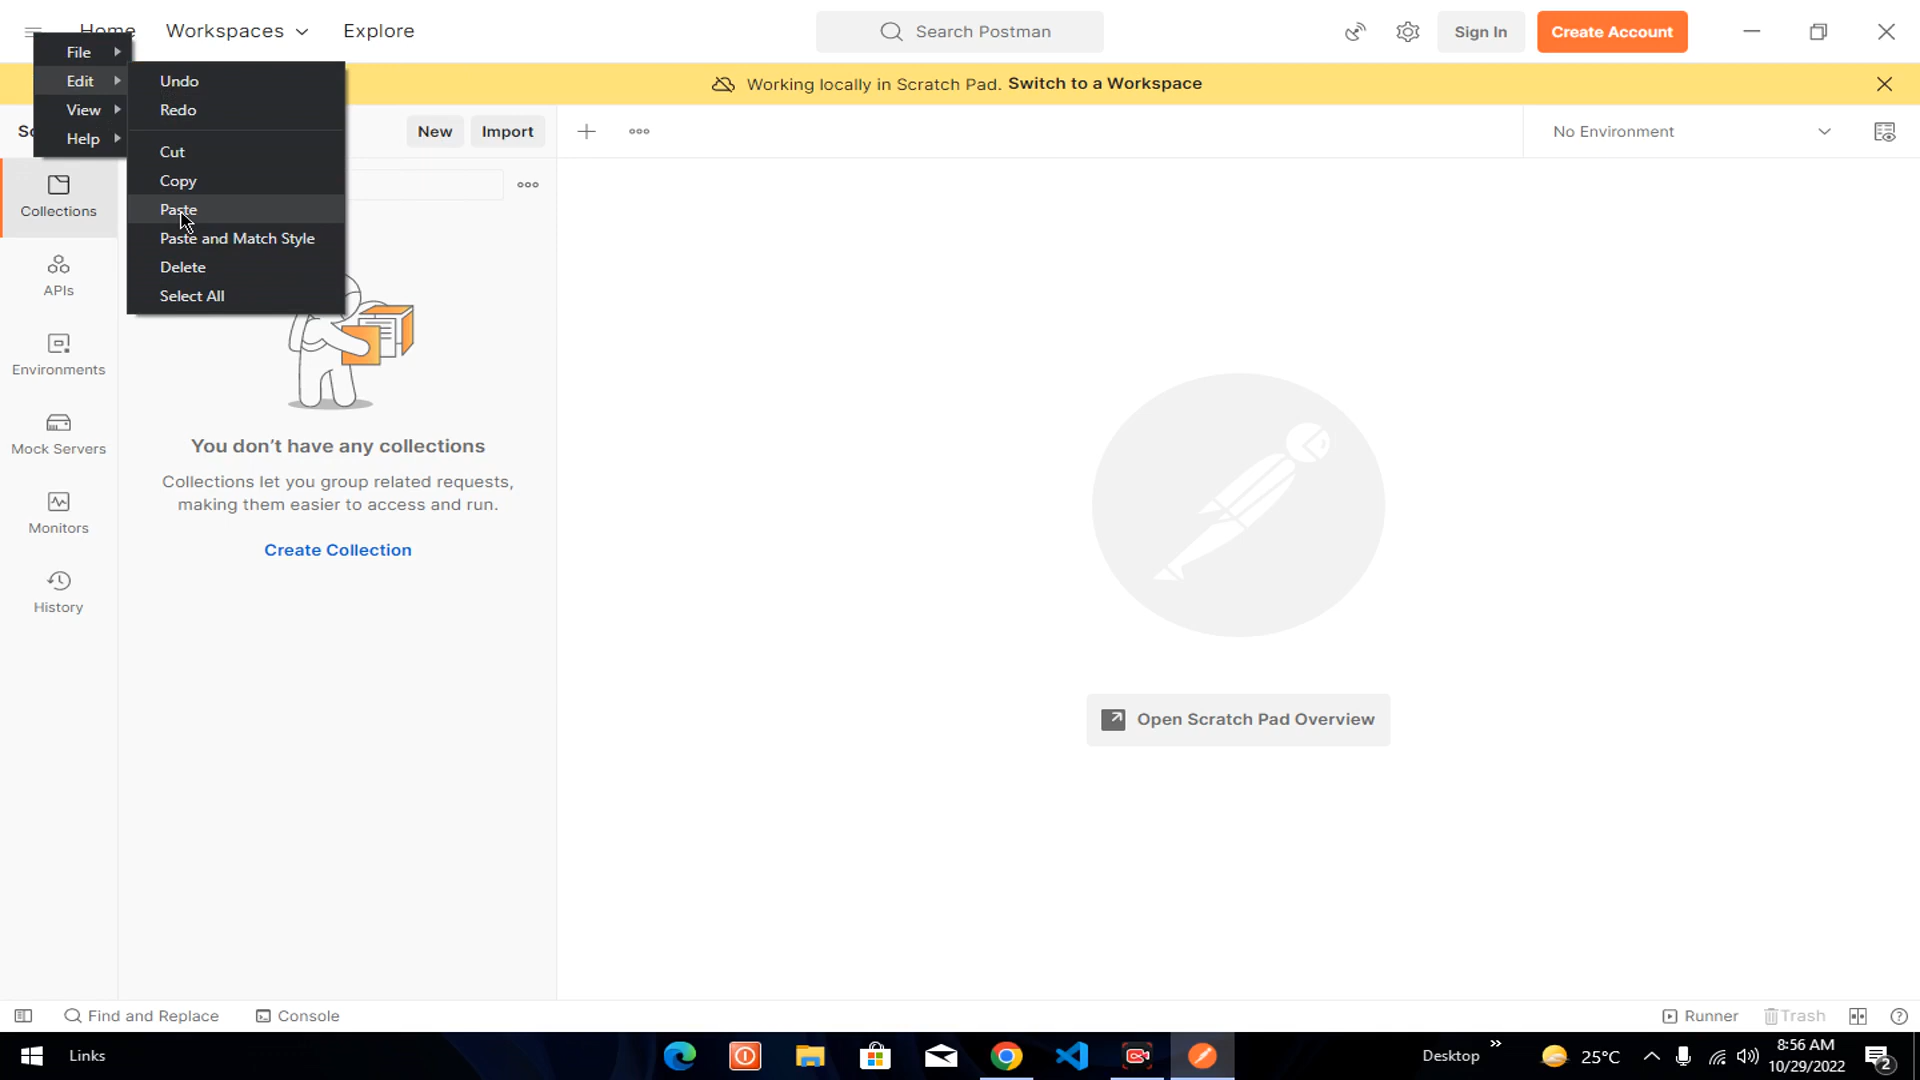 Home
Workspaces
Explore
Search Postman
Sign In
Create Account
File
Edit
View
Help
Undo
Redo
Cut
Copy
Paste
Paste and Match Style
Delete
Select All
Working locally in Scratch Pad. Switch to a Workspace
New
Import
No Environment
Collections
APIs
Environments
Mock Servers
Monitors
History
You don't have any collections
Collections let you group related requests,
making them easier to access and run.
Create Collection
Open Scratch Pad Overview
Find and Replace
Console
Runner
Trash
Links
Desktop
25°C
8:56 AM
10/29/2022
2